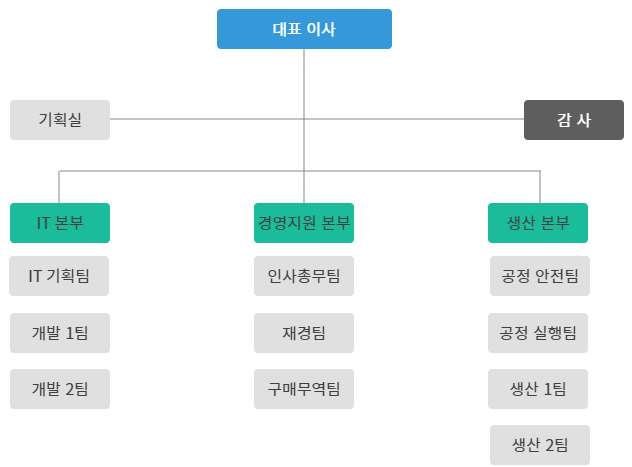 대표 이사
기획실
감 사
IT 본부
경영지원 본부
생산 본부
IT 기획팀
인사총무팀
공정 안전팀
개발 1팀
재경팀
공정 실행팀
개발 2팀
구매무역팀
생산 1팀
생산 2팀